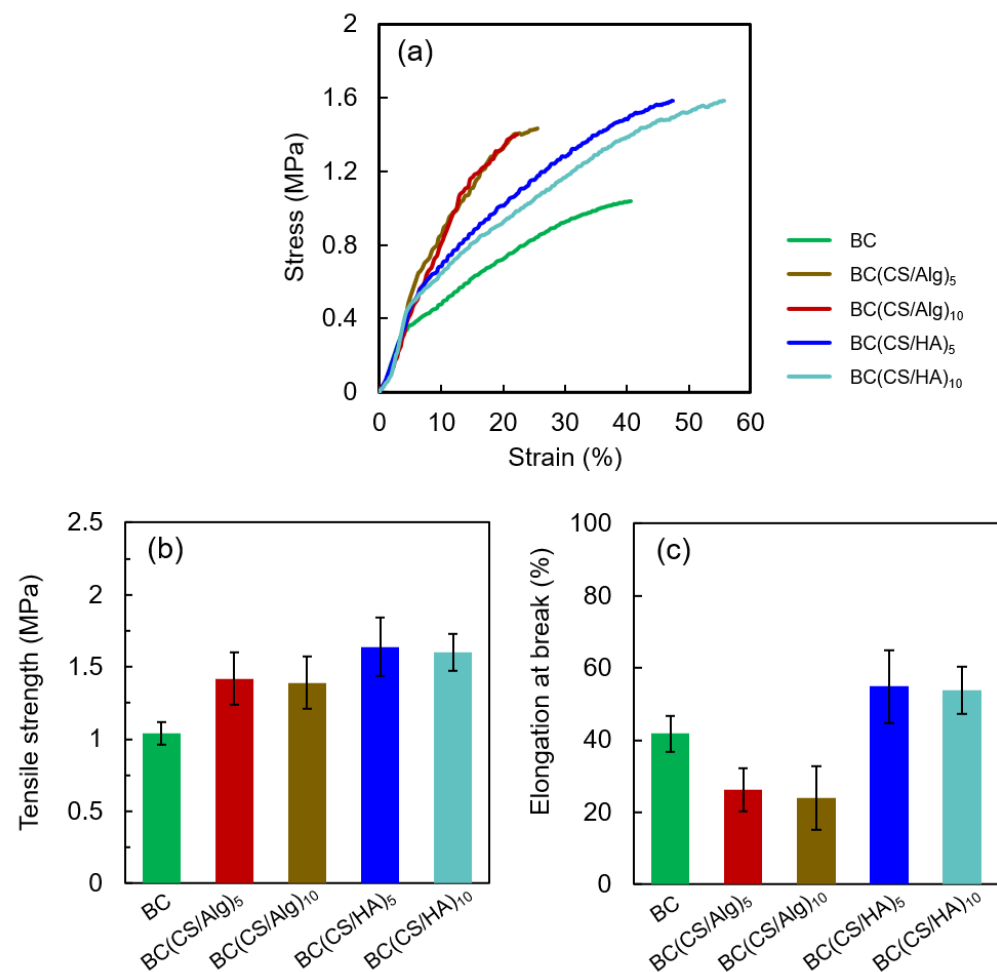 (a)
Stress (MPa)
2
1.6
1.2
0.8
0.4
0
0 10 20 30 40 50 60
Strain (%)
BC
BC(CS/Alg)₅
BC(CS/Alg)₁₀
BC(CS/HA)₅
BC(CS/HA)₁₀
(b)
Tensile strength (MPa)
2.5
2
1.5
1
0.5
0
BC
BC(CS/Alg)₅
BC(CS/Alg)₁₀
BC(CS/HA)₅
BC(CS/HA)₁₀
(c)
Elongation at break (%)
100
80
60
40
20
0
BC
BC(CS/Alg)₅
BC(CS/Alg)₁₀
BC(CS/HA)₅
BC(CS/HA)₁₀